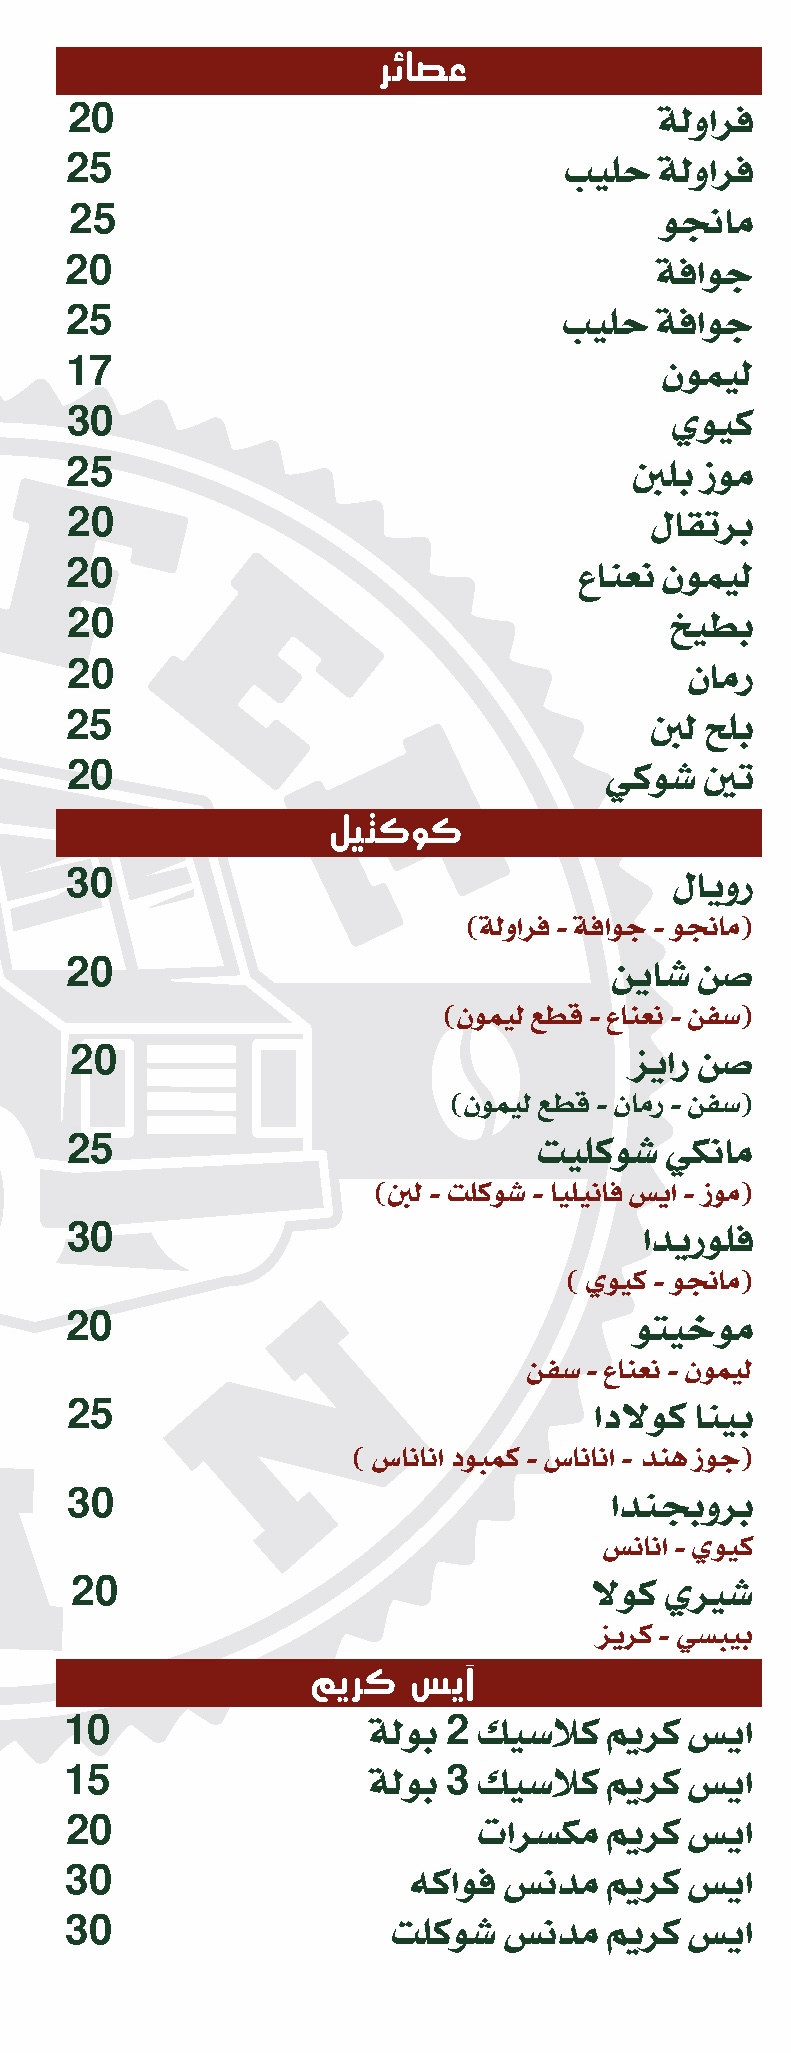 عصائر
فراولة 20
فراولة حليب 25
مانجو 25
جوافة 20
جوافة حليب 25
ليمون 17
كيوي 30
موز بلبن 25
برتقال 20
ليمون نعناع 20
بطيخ 20
رمان 20
بلح لبن 25
تين شوكي 20
كوكتيل
رويال 30
(مانجو - جوافة - فراولة)
صن شاين 20
(سفن - نعناع - قطع ليمون)
صن رايز 20
(سفن - رمان - قطع ليمون)
مانكي شوكليت 25
(موز - ايس فانيليا - شوكلت - لبن)
فلوريدا 30
(مانجو - كيوي )
موخيتو 20
ليمون - نعناع - سفن
بينا كولادا 25
(جوز هند - اناناس - كمبود اناناس )
بروبجندا 30
كيوي - اناناس
شيري كولا 20
بيبسي - كريز
آيس كريم
ايس كريم كلاسيك 2 بولة 10
ايس كريم كلاسيك 3 بولة 15
ايس كريم مكسرات 20
ايس كريم مدنس فواكه 30
ايس كريم مدنس شوكلت 30